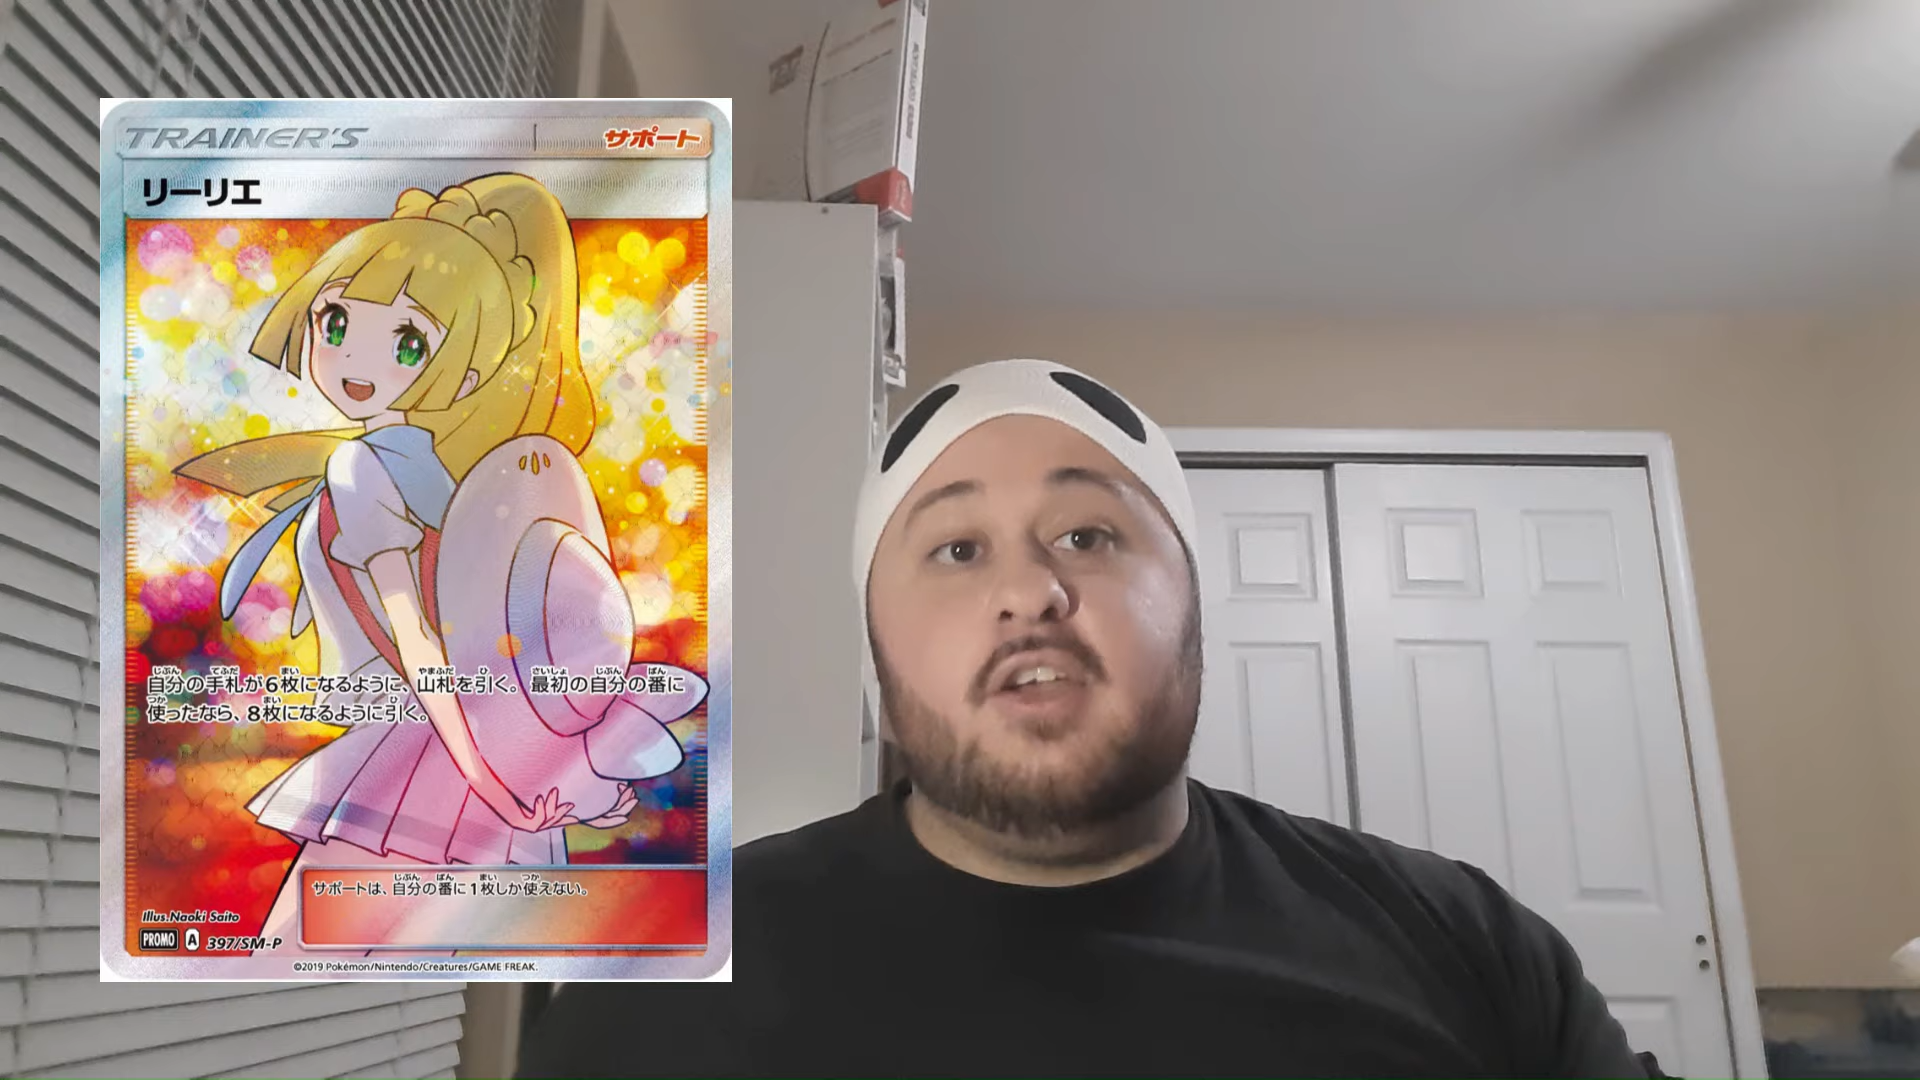 TRAINER'S
サポート
リーリエ
自分の手札が6枚になるように、山札を引く。最初の自分の番に
使ったなら、8枚になるように引く。
サポートは、自分の番に1枚しか使えない。
Illus.Naoki Saito
PROMO A 397/SM-P
©2019 Pokémon/Nintendo/Creatures/GAME FREAK.